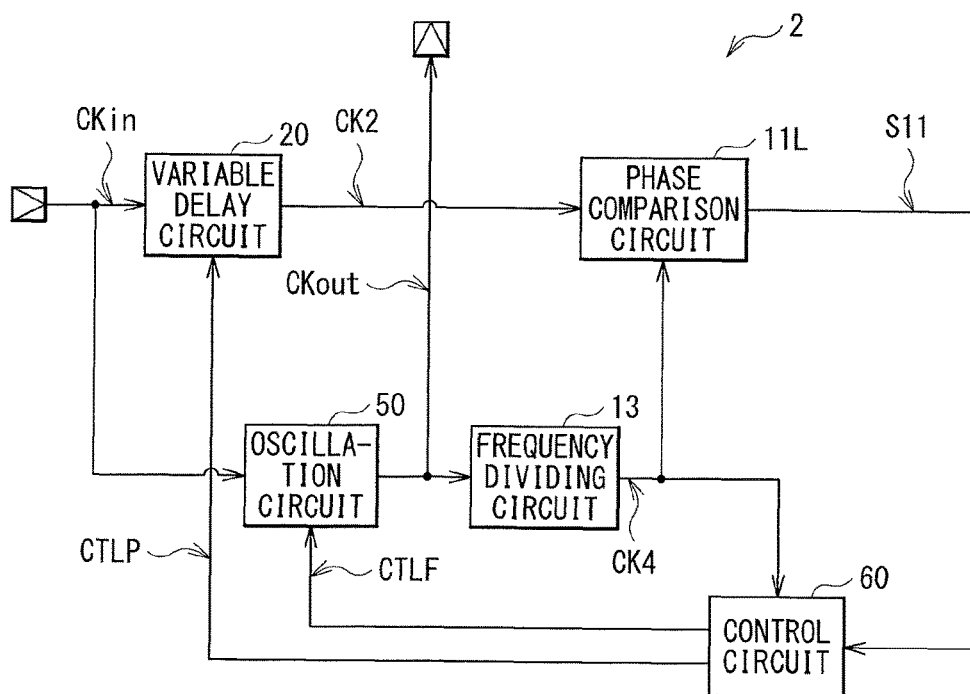 2
CKin
20
CK2
11L
S11
VARIABLE
DELAY
CIRCUIT
PHASE
COMPARISON
CIRCUIT
CKout
50
13
OSCILLA-
TION
CIRCUIT
FREQUENCY
DIVIDING
CIRCUIT
CTLP
CTLF
CK4
60
CONTROL
CIRCUIT